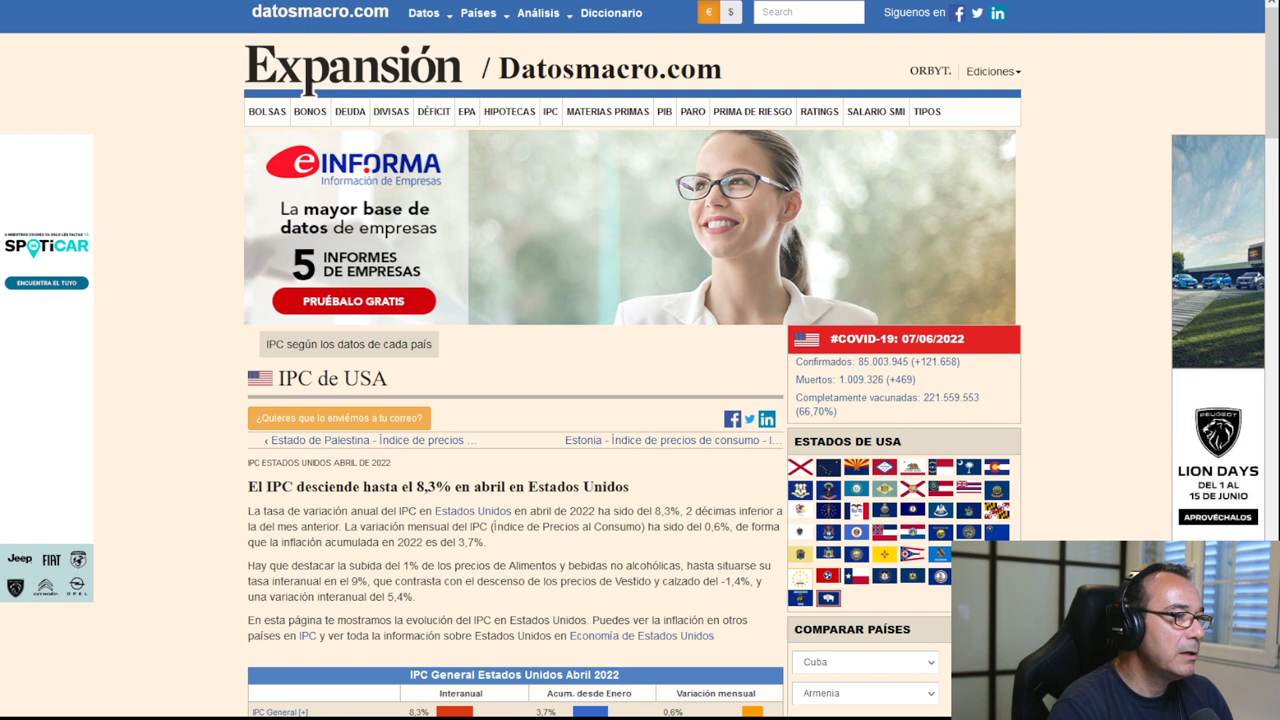 datosmacro.com Datos Países Análisis Diccionario € $ Search Siguenos en
Expansión / Datosmacro.com ORBYT. Ediciones
BOLSAS BONOS DEUDA DIVISAS DÉFICIT EPA HIPOTECAS IPC MATERIAS PRIMAS PIB PARO PRIMA DE RIESGO RATINGS SALARIO SMI TIPOS
eINFORMA
Información de Empresas
La mayor base de
datos de empresas
5 INFORMES
DE EMPRESAS
PRUÉBALO GRATIS
SPOTiCAR
ENCUENTRA EL TUYO
Jeep FIAT
CITROËN OPEL
PEUGEOT
LION DAYS
DEL 1 AL
15 DE JUNIO
APROVÉCHALOS
IPC según los datos de cada país
IPC de USA
¿Quieres que lo enviémos a tu correo?
‹ Estado de Palestina - Índice de precios ... Estonia - Índice de precios de consumo - I...
IPC ESTADOS UNIDOS ABRIL DE 2022
El IPC desciende hasta el 8,3% en abril en Estados Unidos
La tasa de variación anual del IPC en Estados Unidos en abril de 2022 ha sido del 8,3%, 2 décimas inferior a
la del mes anterior. La variación mensual del IPC (Índice de Precios al Consumo) ha sido del 0,6%, de forma
que la inflación acumulada en 2022 es del 3,7%.
Hay que destacar la subida del 1% de los precios de Alimentos y bebidas no alcohólicas, hasta situarse su
tasa interanual en el 9%, que contrasta con el descenso de los precios de Vestido y calzado del -1,4%, y
una variación interanual del 5,4%.
En esta página te mostramos la evolución del IPC en Estados Unidos. Puedes ver la inflación en otros
países en IPC y ver toda la información sobre Estados Unidos en Economía de Estados Unidos
IPC General Estados Unidos Abril 2022
Interanual Acum. desde Enero Variación mensual
IPC General [+] 8,3% 3,7% 0,6%
#COVID-19: 07/06/2022
Confirmados: 85.003.945 (+121.658)
Muertos: 1.009.326 (+469)
Completamente vacunadas: 221.559.553
(66,70%)
ESTADOS DE USA
COMPARAR PAÍSES
Cuba
Armenia